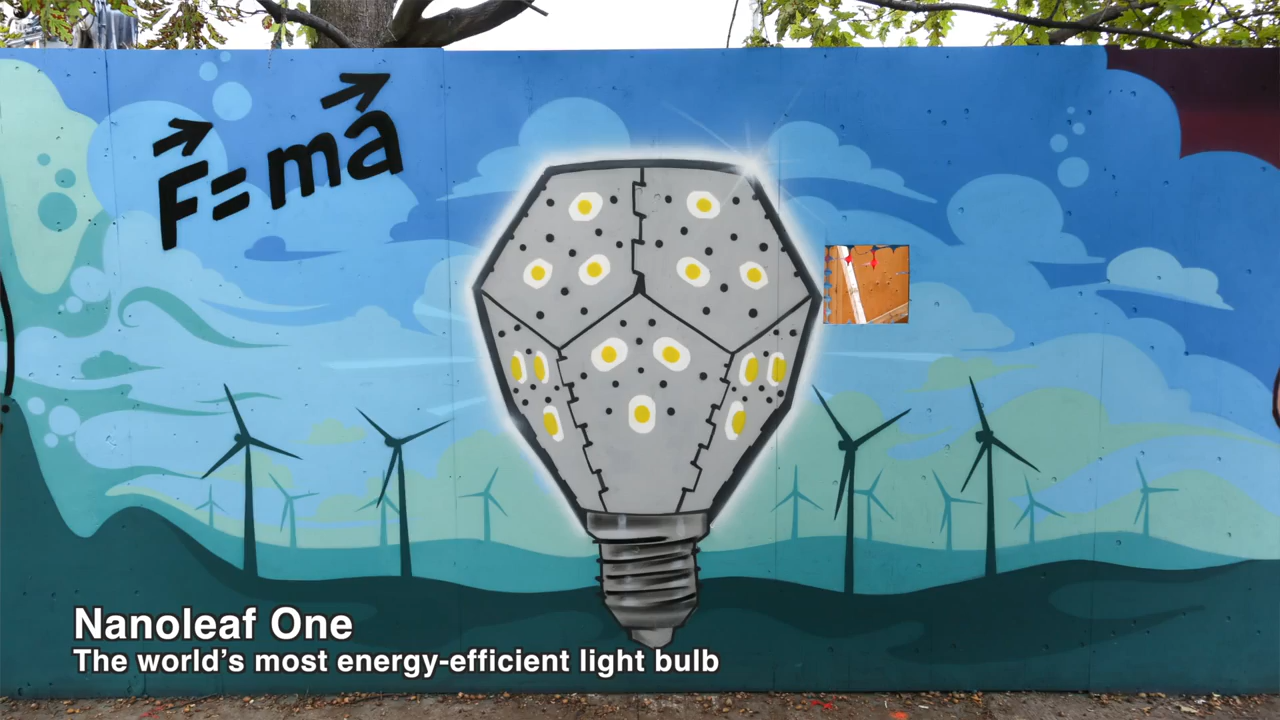 F = ma
Nanoleaf One
The world's most energy-efficient light bulb